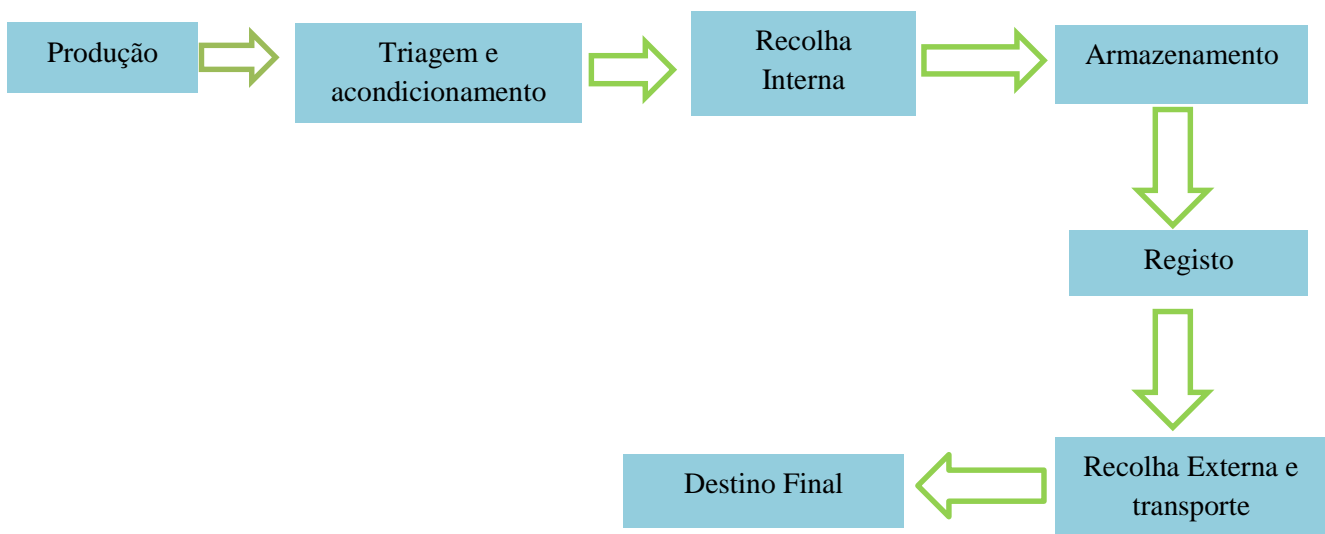 Produção
Triagem e
acondicionamento
Recolha
Interna
Armazenamento
Registo
Recolha Externa e
transporte
Destino Final